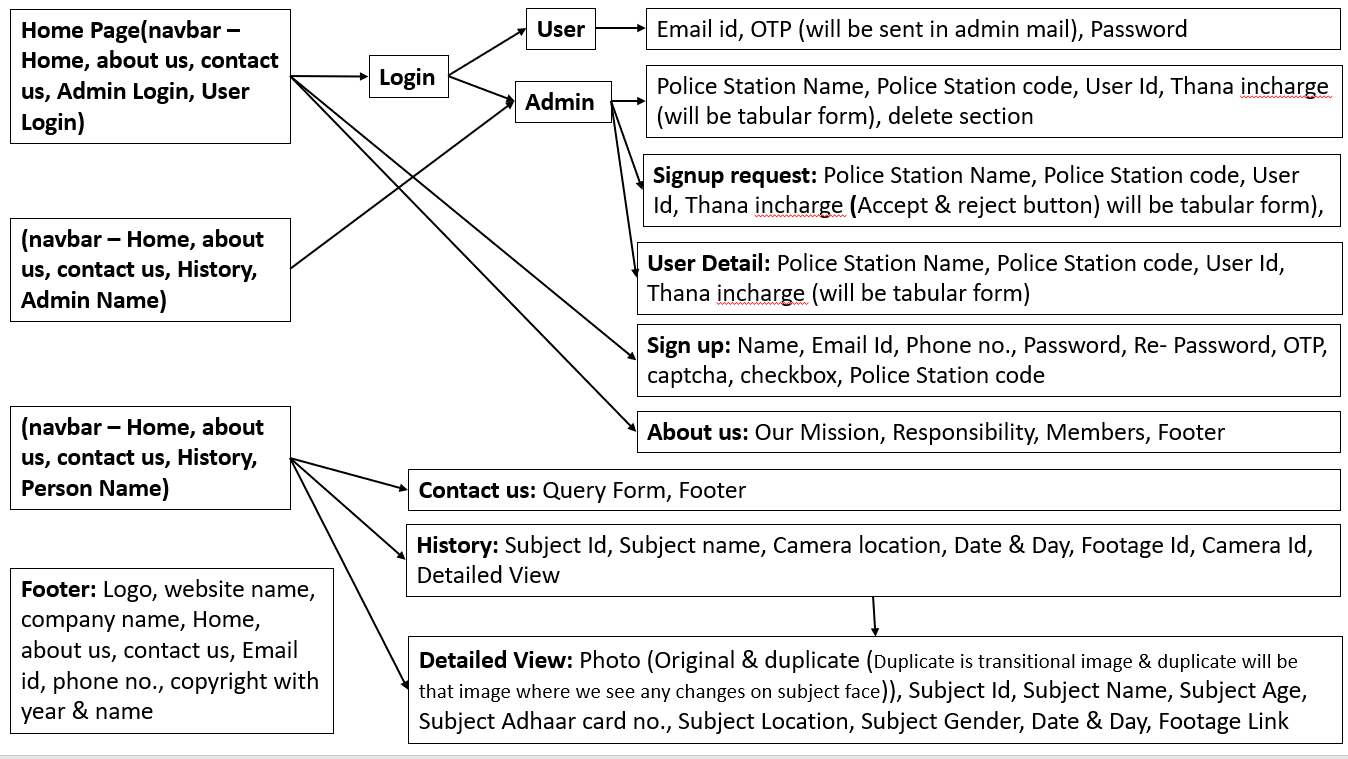 Home Page(navbar –
Home, about us, contact
us, Admin Login, User
Login)
Login
User
Email id, OTP (will be sent in admin mail), Password
Admin
Police Station Name, Police Station code, User Id, Thana incharge
(will be tabular form), delete section
Signup request: Police Station Name, Police Station code, User
Id, Thana incharge (Accept & reject button) will be tabular form),
(navbar – Home, about
us, contact us, History,
Admin Name)
User Detail: Police Station Name, Police Station code, User Id,
Thana incharge (will be tabular form)
Sign up: Name, Email Id, Phone no., Password, Re- Password, OTP,
captcha, checkbox, Police Station code
About us: Our Mission, Responsibility, Members, Footer
(navbar – Home, about
us, contact us, History,
Person Name)
Contact us: Query Form, Footer
History: Subject Id, Subject name, Camera location, Date & Day, Footage Id, Camera Id,
Detailed View
Footer: Logo, website name,
company name, Home,
about us, contact us, Email
id, phone no., copyright with
year & name
Detailed View: Photo (Original & duplicate (Duplicate is transitional image & duplicate will be
that image where we see any changes on subject face)), Subject Id, Subject Name, Subject Age,
Subject Adhaar card no., Subject Location, Subject Gender, Date & Day, Footage Link